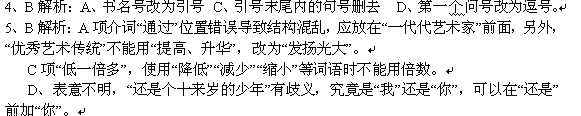 4、B 解析：A、书名号改为引号  C、引号末尾内的句号删去   D、第一个问号改为逗号。
5、B 解析：A 项介词“通过”位置错误导致结构混乱，应放在“一代代艺术家”前面，另外，
“优秀艺术传统”不能用“提高、升华”，改为“发扬光大”。
C 项“低一倍多”，使用“降低”“减少”“缩小”等词语时不能用倍数。
D、表意不明，“还是个十来岁的少年”有歧义，究竟是“我”还是“你”，可以在“还是”
前加“你”。